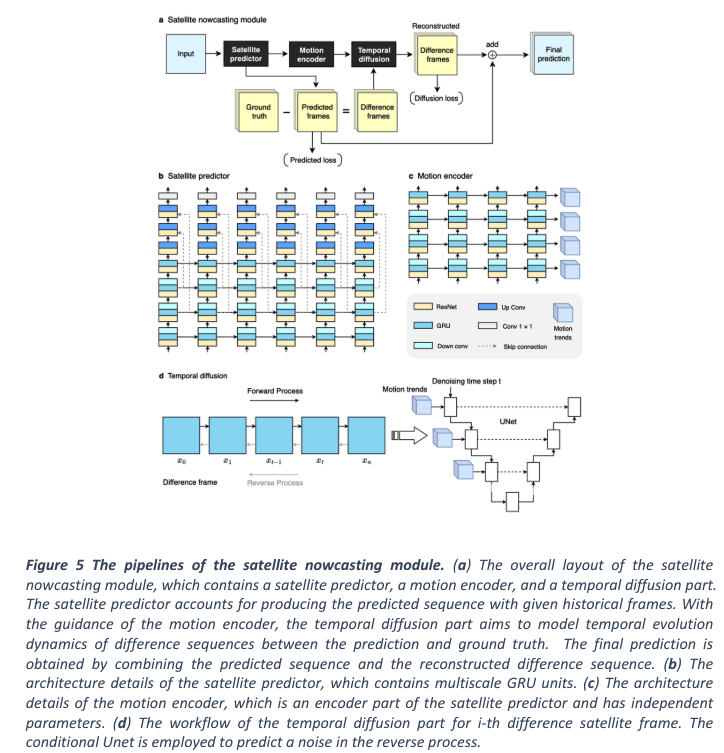 a Satellite nowcasting module
Reconstructed
Input
Satellite
predictor
Motion
encoder
Temporal
diffusion
Difference
frames
add
Final
prediction
(Diffusion loss)
Ground
truth
–
Predicted
frames
=
Difference
frames
(Predicted loss)
b Satellite predictor
c Motion encoder
ResNet
Up Conv
GRU
Conv 1 × 1
Down conv
Skip connection
Motion
trends
d Temporal diffusion
Forward Process
x₀ x₁ xₜ₋₁ xₜ xₙ
Difference frame
Reverse Process
Denoising time step t
Motion trends
UNet
Figure 5 The pipelines of the satellite nowcasting module. (a) The overall layout of the satellite
nowcasting module, which contains a satellite predictor, a motion encoder, and a temporal diffusion part.
The satellite predictor accounts for producing the predicted sequence with given historical frames. With
the guidance of the motion encoder, the temporal diffusion part aims to model temporal evolution
dynamics of difference sequences between the prediction and ground truth. The final prediction is
obtained by combining the predicted sequence and the reconstructed difference sequence. (b) The
architecture details of the satellite predictor, which contains multiscale GRU units. (c) The architecture
details of the motion encoder, which is an encoder part of the satellite predictor and has independent
parameters. (d) The workflow of the temporal diffusion part for i-th difference satellite frame. The
conditional Unet is employed to predict a noise in the reverse process.